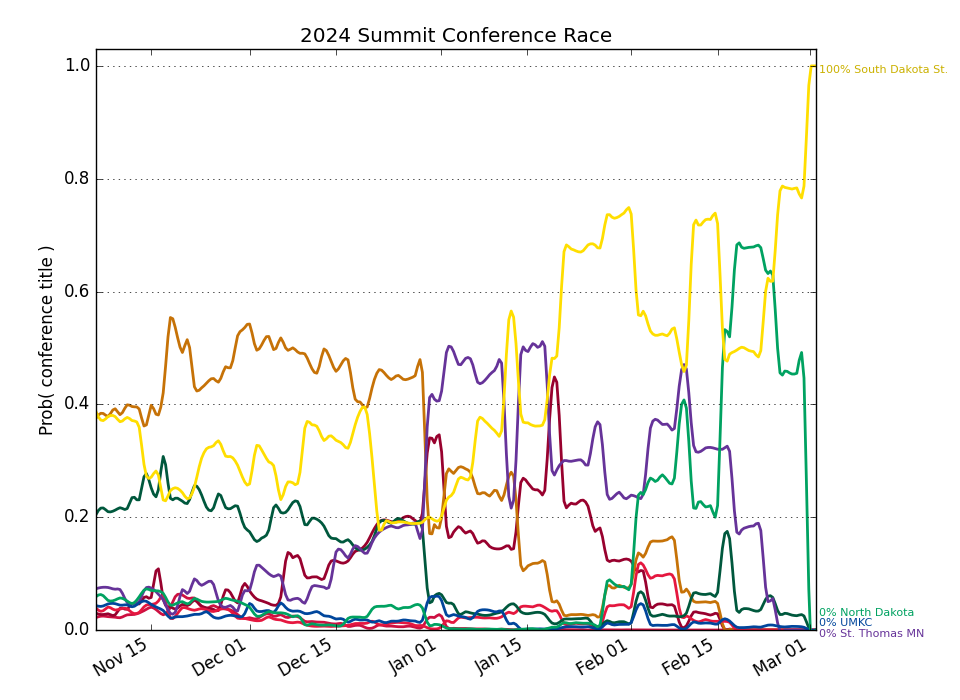 2024 Summit Conference Race
Prob( conference title )
1.0
0.8
0.6
0.4
0.2
0.0
Nov 15
Dec 01
Dec 15
Jan 01
Jan 15
Feb 01
Feb 15
Mar 01
100% South Dakota St.
0% North Dakota
0% UMKC
0% St. Thomas MN